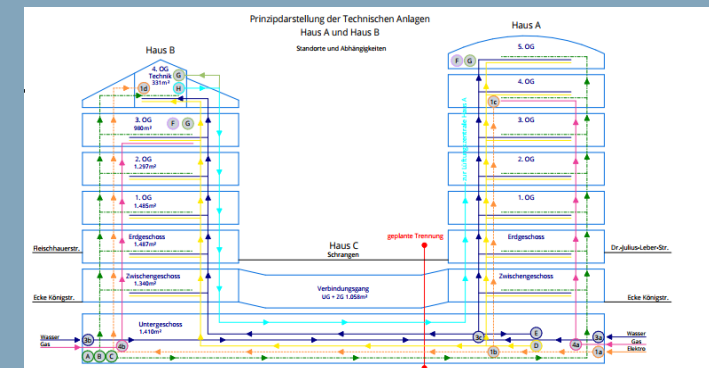 Prinzipdarstellung der Technischen Anlagen
Haus A und Haus B
Standorte und Abhängigkeiten
Haus A
Haus B
5. OG
F G
4. OG
Technik
331m²
G
H
1d
4. OG
1c
3. OG
980m²
F G
3. OG
2. OG
1.297m²
2. OG
1. OG
1.485m²
1. OG
geplante Trennung
Erdgeschoss
1.487m²
Erdgeschoss
Fleischhauerstr.
Haus C
Schrangen
Dr.-Julius-Leber-Str.
Zwischengeschoss
1.340m²
Zwischengeschoss
Verbindungsgang
UG + ZG 1.058m²
Ecke Königstr.
Ecke Königstr.
Untergeschoss
1.410m²
Wasser
Gas
3b
4b
A B C
3c
E
D
1b
4a
3a
1a
Wasser
Gas
Elektro